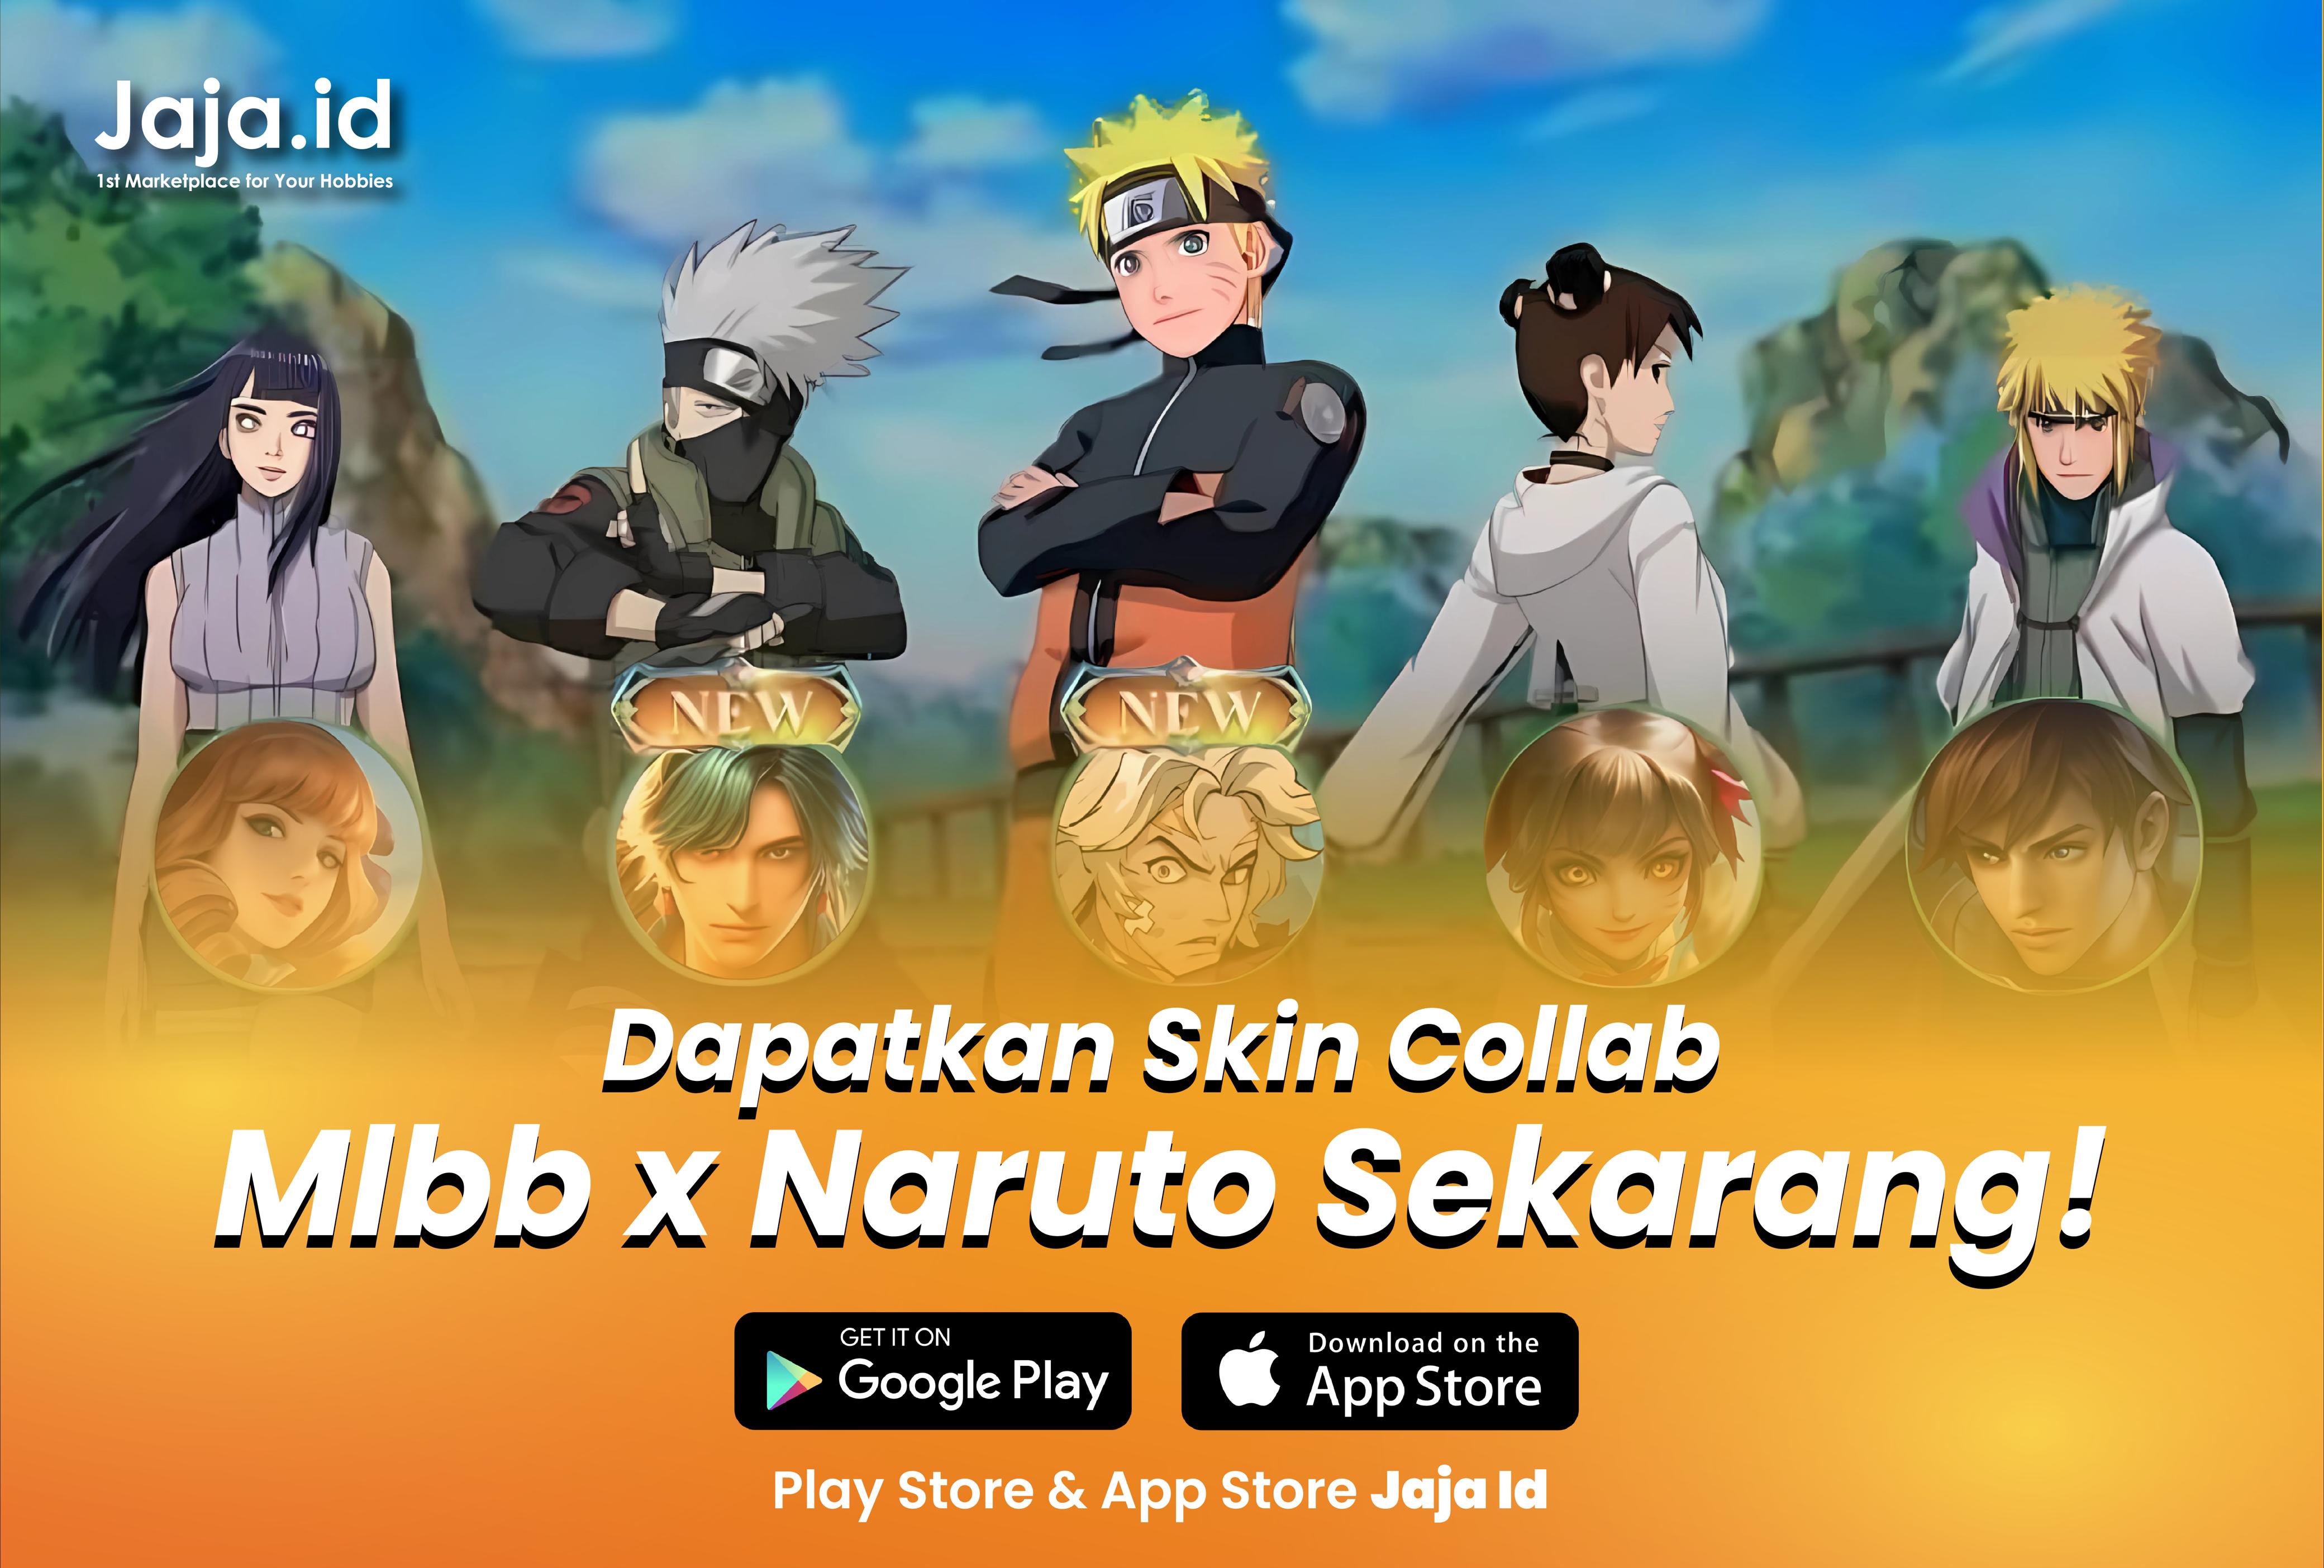 Jaja.id
1st Marketplace for Your Hobbies
NEW
NEW
Dapatkan Skin Collab
Mlbb x Naruto Sekarang!
GET IT ON
Google Play
Download on the
App Store
Play Store & App Store Jaja Id